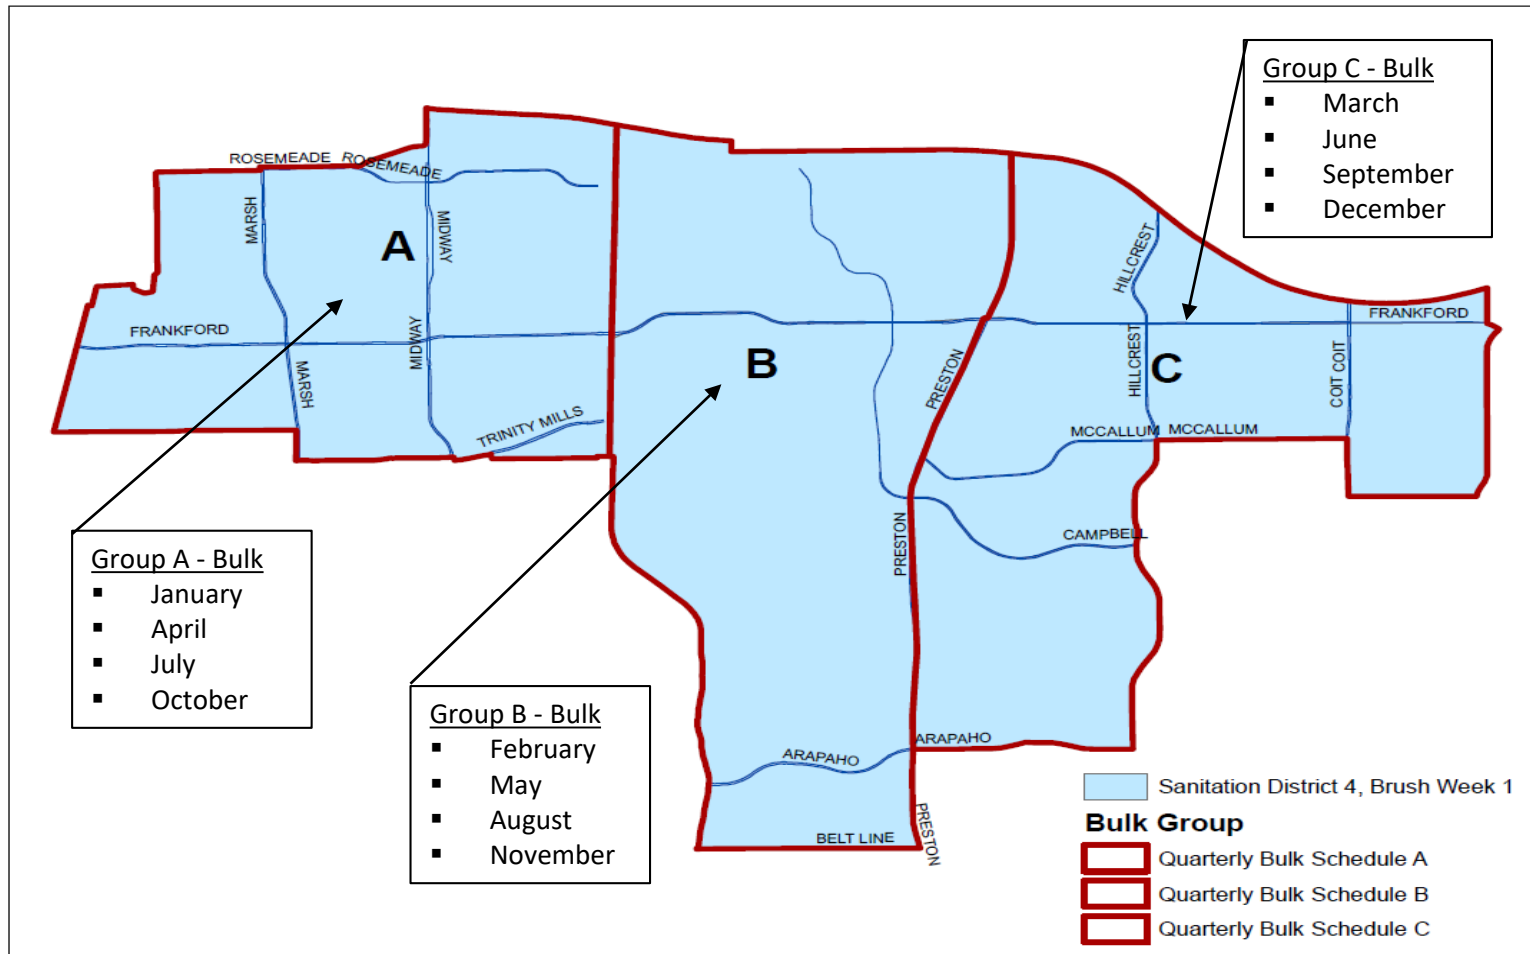 Group C - Bulk
▪ March
▪ June
▪ September
▪ December
ROSEMEADE
ROSEMEADE
MARSH
MIDWAY
A
HILLCREST
FRANKFORD
FRANKFORD
MIDWAY
MARSH
B
PRESTON
HILLCREST
C
COIT COIT
TRINITY MILLS
MCCALLUM
MCCALLUM
PRESTON
CAMPBELL
Group A - Bulk
▪ January
▪ April
▪ July
▪ October
Group B - Bulk
▪ February
▪ May
▪ August
▪ November
ARAPAHO
ARAPAHO
BELT LINE
PRESTON
Sanitation District 4, Brush Week 1
Bulk Group
Quarterly Bulk Schedule A
Quarterly Bulk Schedule B
Quarterly Bulk Schedule C